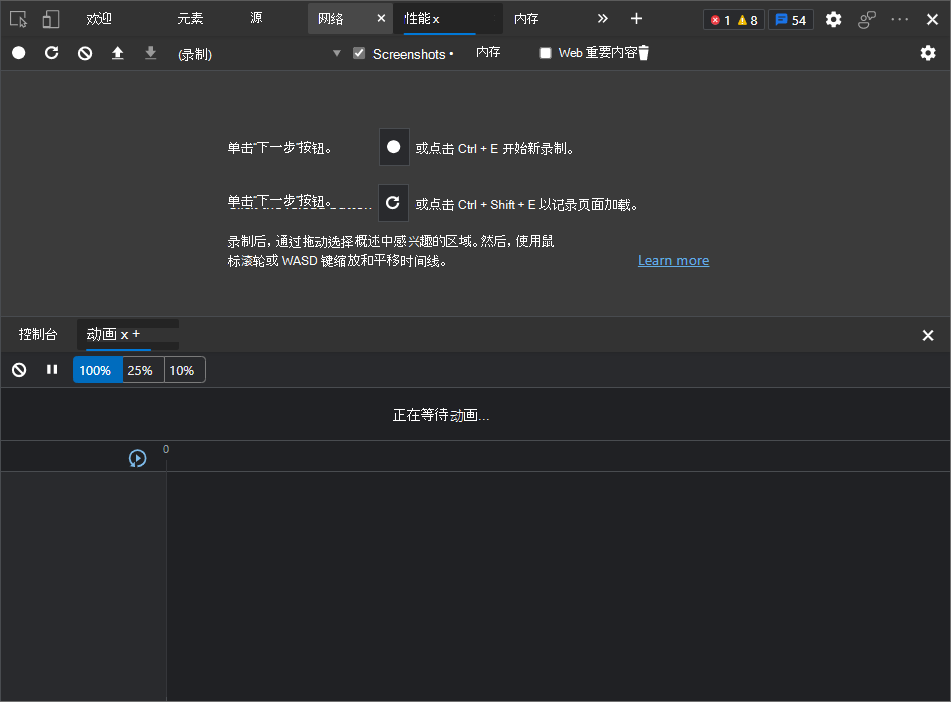 欢迎 元素 源 网络 × 性能 x 内存 » + 1 8 54
(录制) Screenshots • 内存 Web 重要内容
单击"下一步"按钮。 或点击 Ctrl + E 开始新录制。
单击"下一步"按钮。 或点击 Ctrl + Shift + E 以记录页面加载。
录制后，通过拖动选择概述中感兴趣的区域。然后，使用鼠
标滚轮或 WASD 键缩放和平移时间线。 Learn more
控制台 动画 x +
100% 25% 10%
正在等待动画...
0